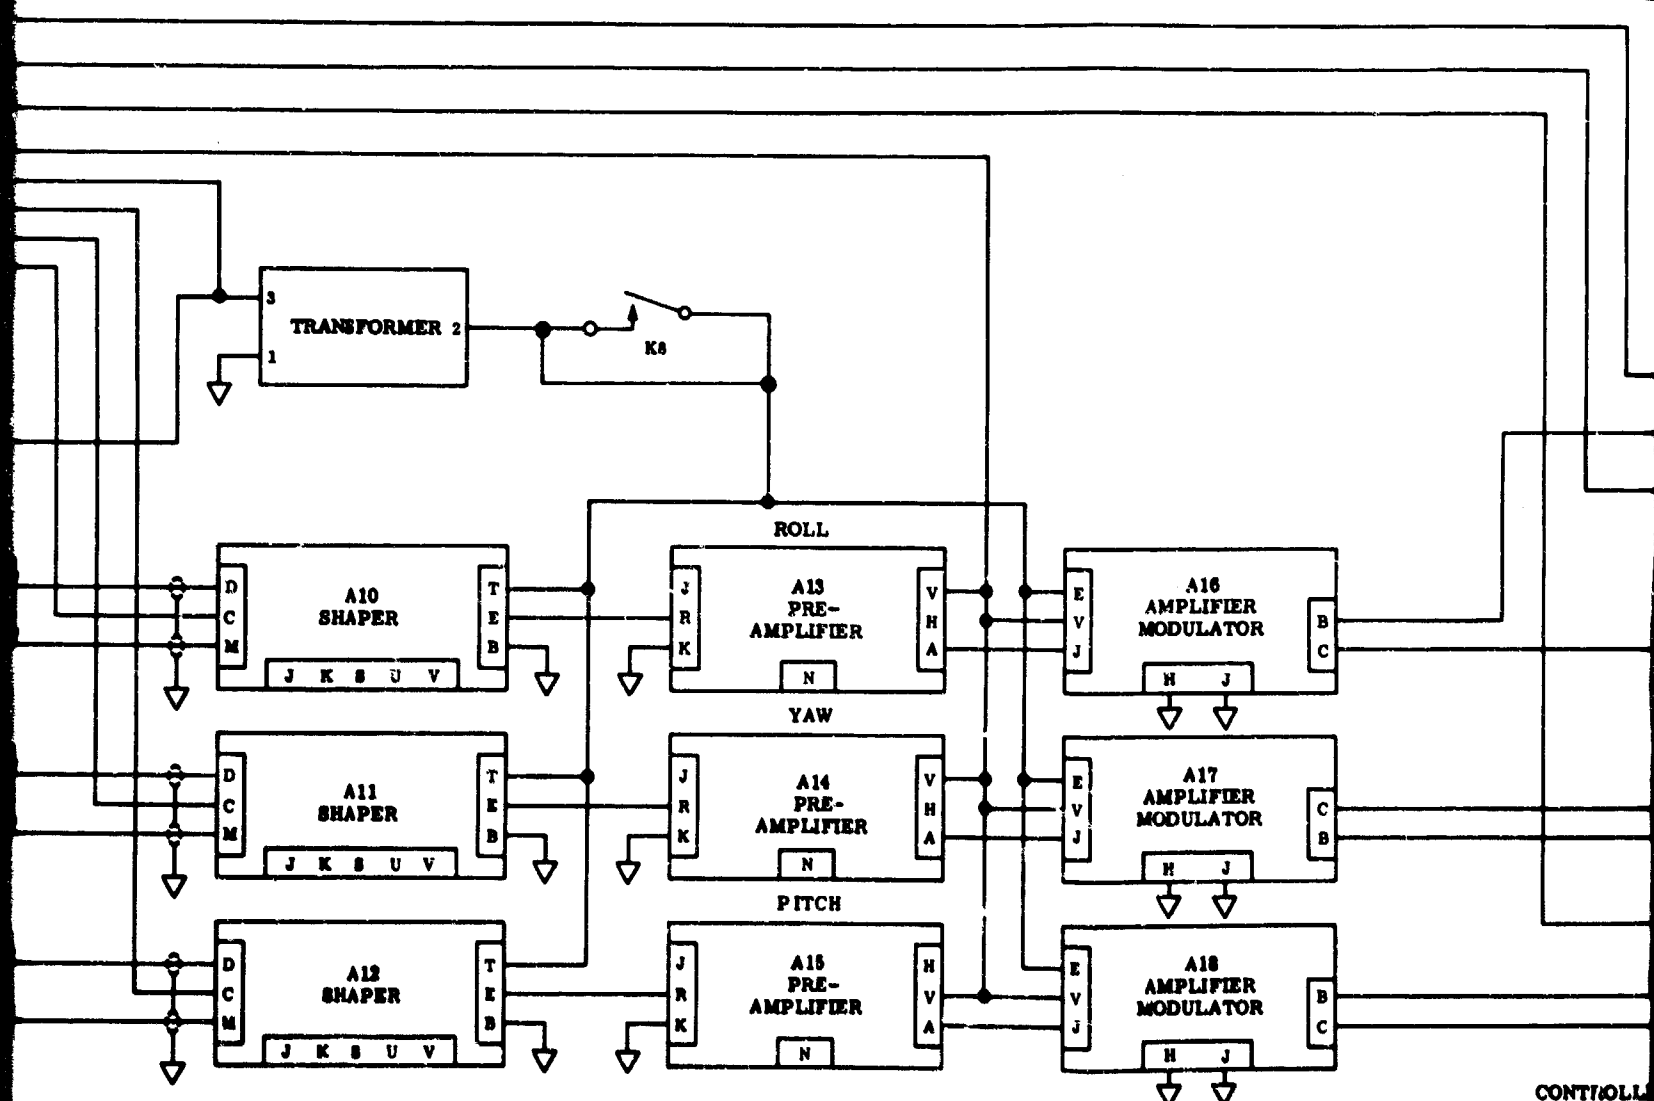 3
TRANSFORMER 2
1
K8
ROLL
D
C
M
A10
SHAPER
J K S U V
T
E
B
J
R
K
A13
PRE-
AMPLIFIER
N
V
H
A
E
V
J
A16
AMPLIFIER
MODULATOR
H J
B
C
YAW
D
C
M
A11
SHAPER
J K S U V
T
E
B
J
R
K
A14
PRE-
AMPLIFIER
N
V
H
A
E
V
J
A17
AMPLIFIER
MODULATOR
H J
C
B
PITCH
D
C
M
A12
SHAPER
J K S U V
T
E
B
J
R
K
A15
PRE-
AMPLIFIER
N
H
V
A
E
V
J
A18
AMPLIFIER
MODULATOR
H J
B
C